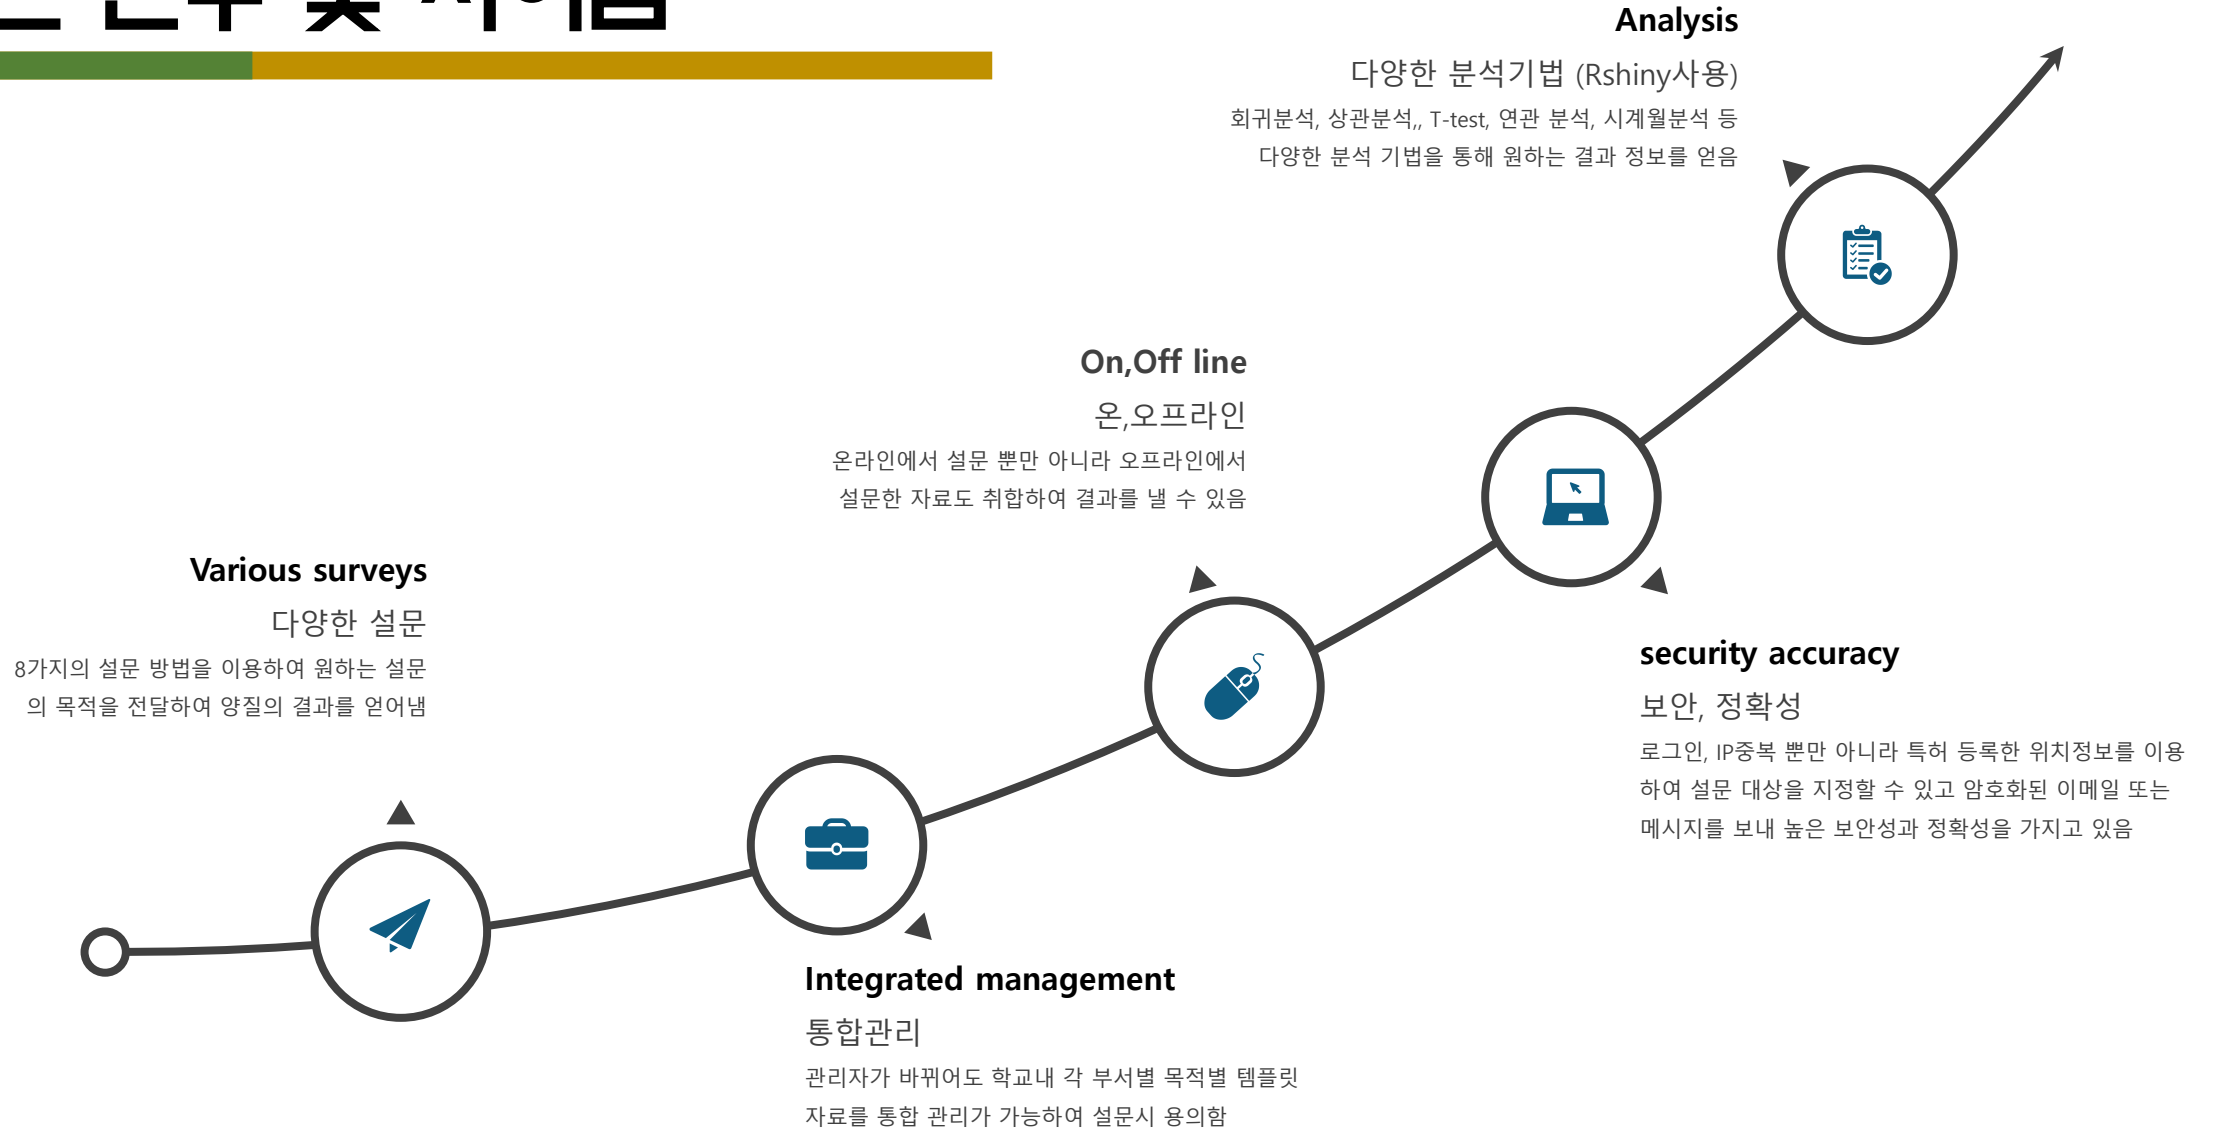 및
Analysis
다양한 분석기법 (Rshiny사용)
회귀분석, 상관분석,, T-test, 연관 분석, 시계월분석 등
다양한 분석 기법을 통해 원하는 결과 정보를 얻음
On,Off line
온,오프라인
온라인에서 설문 뿐만 아니라 오프라인에서
설문한 자료도 취합하여 결과를 낼 수 있음
Various surveys
다양한 설문
8가지의 설문 방법을 이용하여 원하는 설문
의 목적을 전달하여 양질의 결과를 얻어냄
security accuracy
보안, 정확성
로그인, IP중복 뿐만 아니라 특허 등록한 위치정보를 이용
하여 설문 대상을 지정할 수 있고 암호화된 이메일 또는
메시지를 보내 높은 보안성과 정확성을 가지고 있음
Integrated management
통합관리
관리자가 바뀌어도 학교내 각 부서별 목적별 템플릿
자료를 통합 관리가 가능하여 설문시 용의함